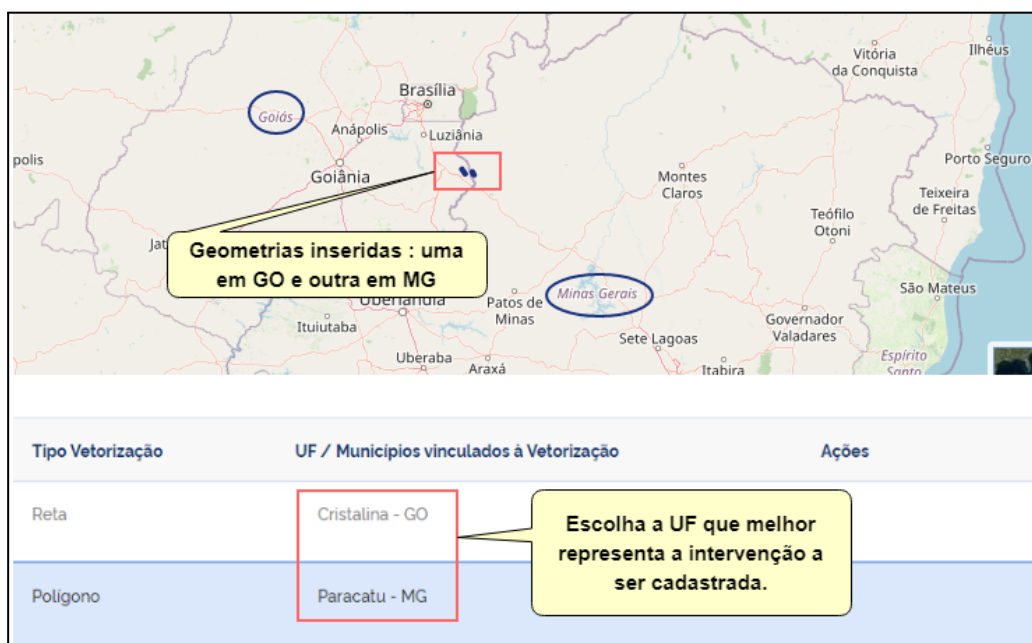 Vitória
da Conquista
Ilhéus
Brasília
Goiás
Anápolis
Luziânia
polis
Goiânia
Montes
Claros
Porto Seguro
Teixeira
de Freitas
Teófilo
Otoni
Jat
Geometrias inseridas : uma
em GO e outra em MG
Uberlândia
Patos de
Minas
Minas Gerais
São Mateus
Ituiutaba
Sete Lagoas
Governador
Valadares
Uberaba
Araxá
Itabira
Espírito
Santo
Tipo Vetorização
UF / Municípios vinculados à Vetorização
Ações
Reta
Cristalina - GO
Escolha a UF que melhor
representa a intervenção a
ser cadastrada.
Polígono
Paracatu - MG